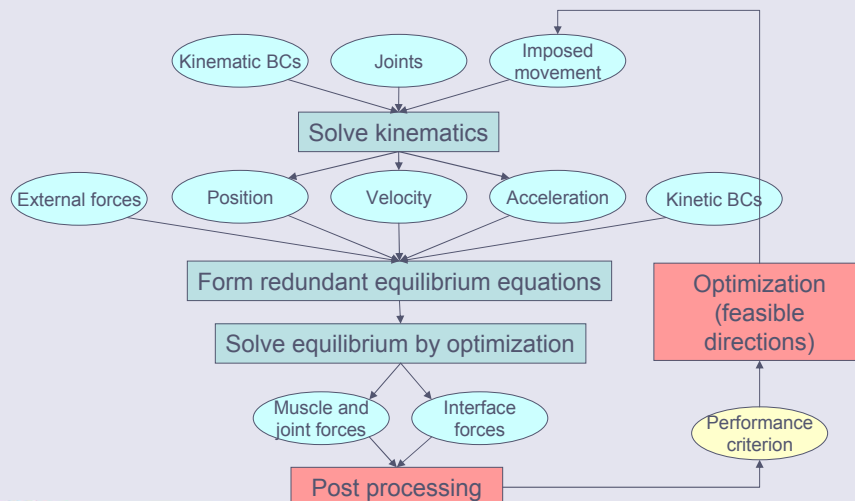 Kinematic BCs
Joints
Imposed
movement
Solve kinematics
External forces
Position
Velocity
Acceleration
Kinetic BCs
Form redundant equilibrium equations
Optimization
(feasible
directions)
Solve equilibrium by optimization
Muscle and
joint forces
Interface
forces
Performance
criterion
Post processing